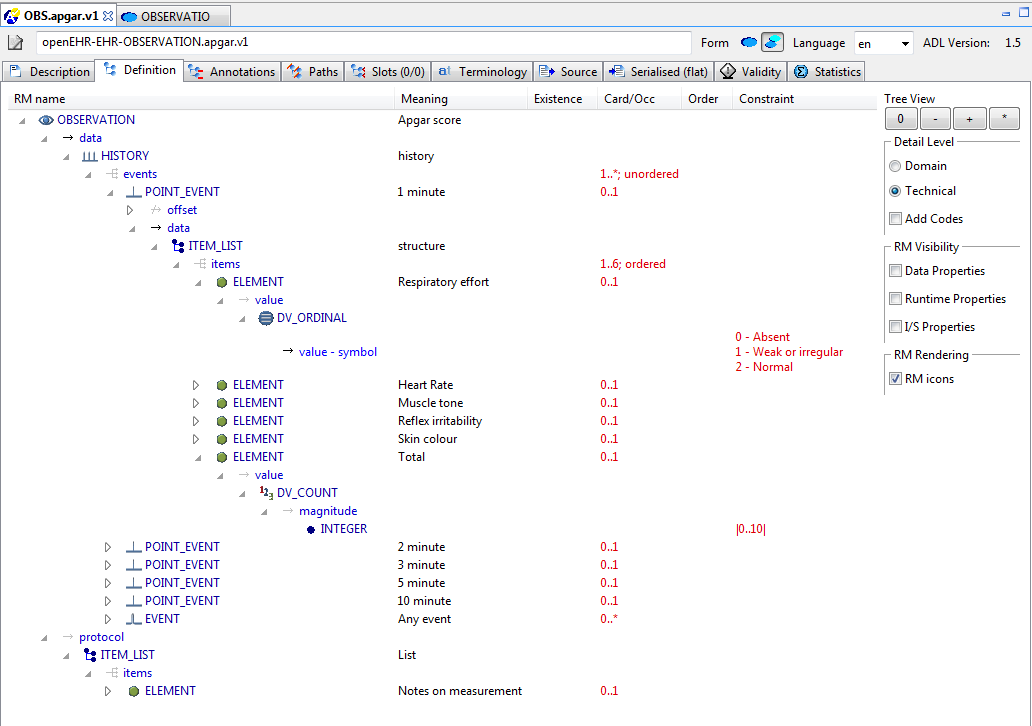 OBS.apgar.v1 OBSERVATIO
openEHR-EHR-OBSERVATION.apgar.v1 Form Language en ADL Version: 1.5
Description Definition Annotations Paths Slots (0/0) Terminology Source Serialised (flat) Validity Statistics
RM name Meaning Existence Card/Occ Order Constraint Tree View
0 - + *
OBSERVATION Apgar score
data Detail Level
HISTORY history
Domain
events 1..*; unordered
POINT_EVENT 1 minute 0..1 Technical
offset
Add Codes
data
ITEM_LIST structure RM Visibility
items 1..6; ordered
Data Properties
ELEMENT Respiratory effort 0..1
value Runtime Properties
DV_ORDINAL
I/S Properties
0 - Absent
value - symbol 1 - Weak or irregular RM Rendering
2 - Normal
RM icons
ELEMENT Heart Rate 0..1
ELEMENT Muscle tone 0..1
ELEMENT Reflex irritability 0..1
ELEMENT Skin colour 0..1
ELEMENT Total 0..1
value
123 DV_COUNT
magnitude
INTEGER |0..10|
POINT_EVENT 2 minute 0..1
POINT_EVENT 3 minute 0..1
POINT_EVENT 5 minute 0..1
POINT_EVENT 10 minute 0..1
EVENT Any event 0..*
protocol
ITEM_LIST List
items
ELEMENT Notes on measurement 0..1